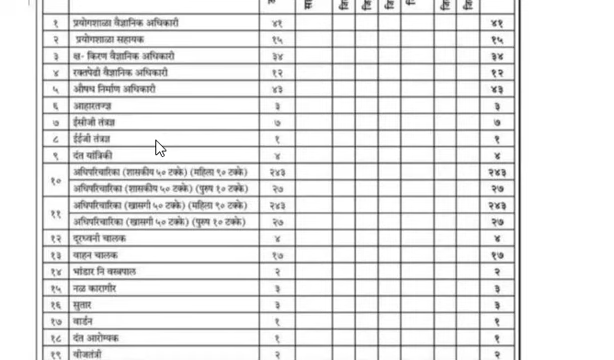 १ प्रयोगशाळा वैज्ञानिक अधिकारी ४१ ४१
२ प्रयोगशाळा सहायक १५ १५
३ क्ष- किरण वैज्ञानिक अधिकारी ३४ ३४
४ रक्तपेढी वैज्ञानिक अधिकारी १२ १२
५ औषध निर्माण अधिकारी ४३ ४३
६ आहारतज्ज्ञ ३ ३
७ ईसीजी तंत्रज्ञ ७ ७
८ ईईजी तंत्रज्ञ १ १
९ दंत यांत्रिकी ४ ४
१० अधिपरिचारिका (शासकीय ५० टक्के) (महिला ९० टक्के) २४३ २४३
अधिपरिचारिका (शासकीय ५० टक्के) (पुरुष १० टक्के) २७ २७
११ अधिपरिचारिका (खासगी ५० टक्के) (महिला ९० टक्के) २४३ २४३
अधिपरिचारिका (खासगी ५० टक्के) (पुरुष १० टक्के) २७ २७
१२ दूरध्वनी चालक ४ ४
१३ वाहन चालक १७ १७
१४ भांडार नि वस्त्रपाल २ २
१५ नळ कारागीर ३ ३
१६ सुतार ३ ३
१७ वार्डन १ १
१८ दंत आरोग्यक १ १
१९ वीजतंत्री २ २